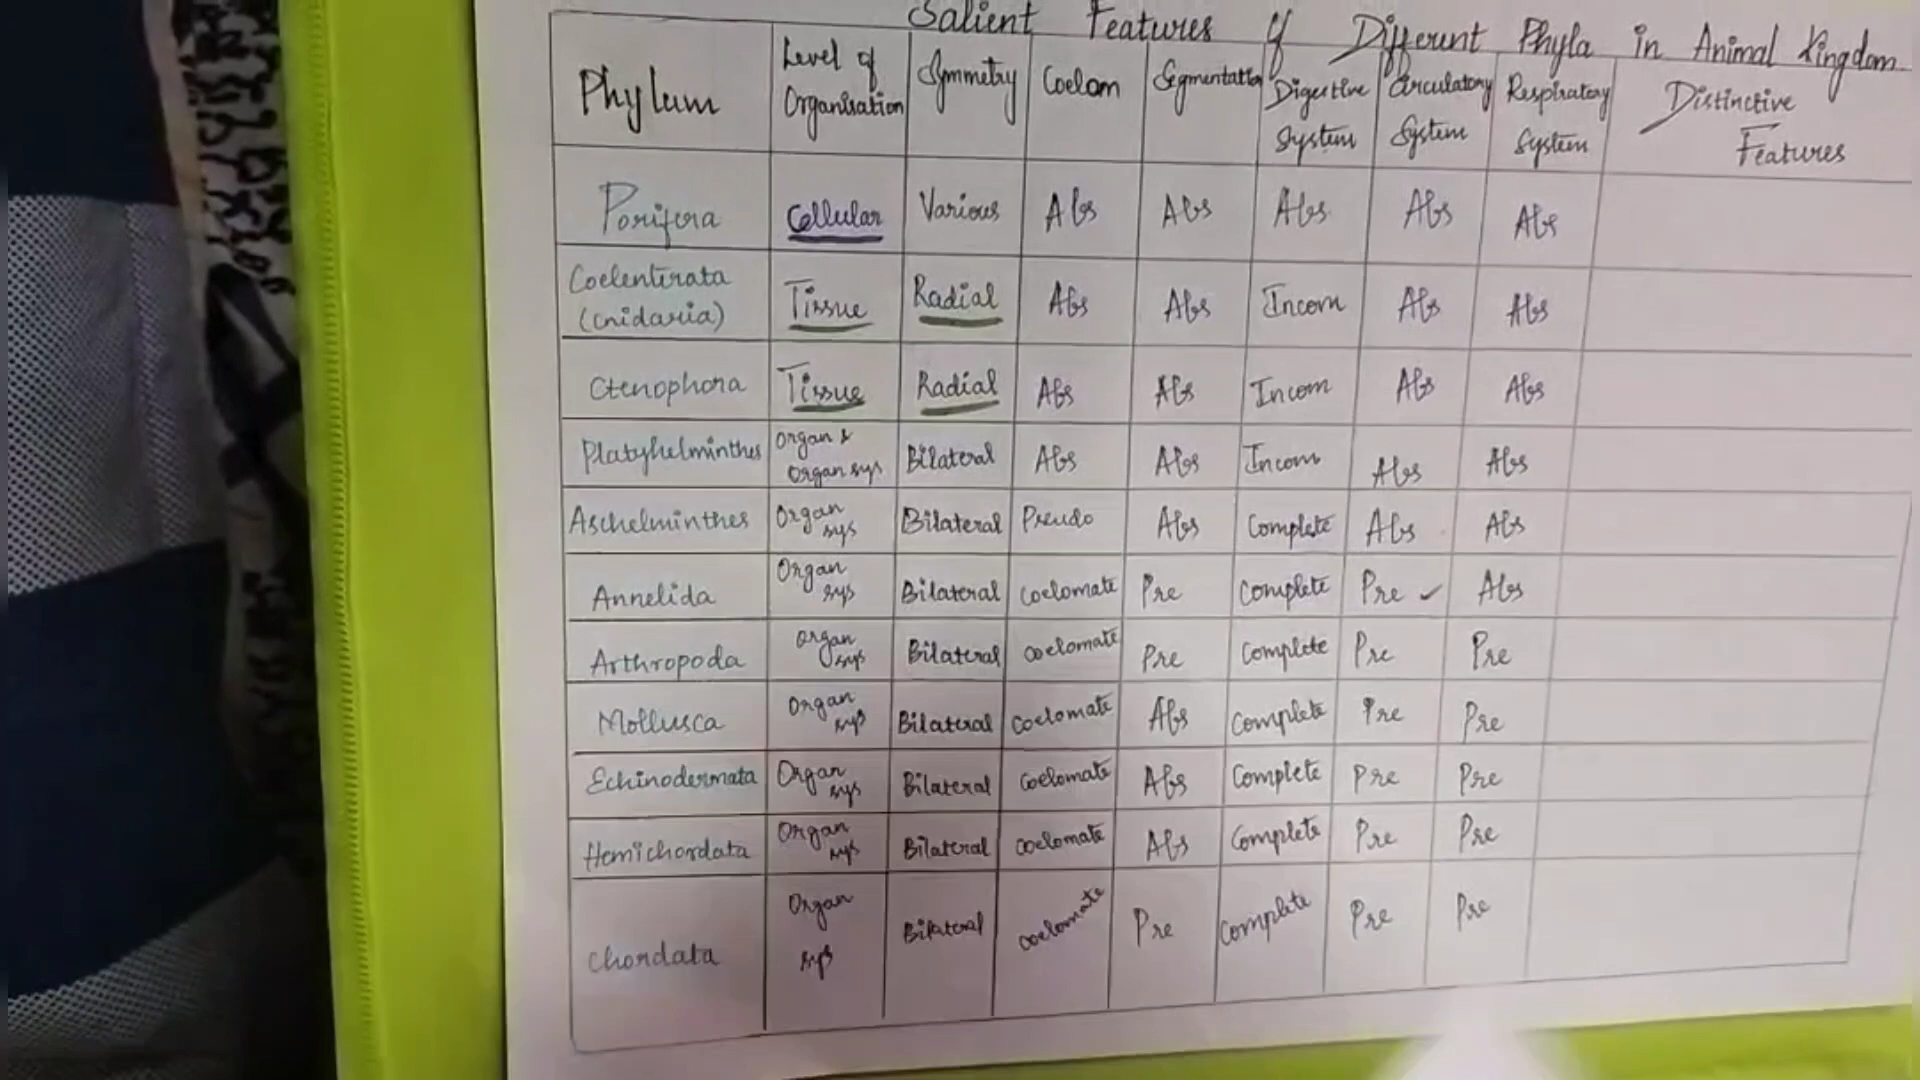 Salient Features of Different Phyla in Animal Kingdom
Phylum Level of Organisation Symmetry Coelom Segmentation Digestive System Circulatory System Respiratory System Distinctive Features
Porifera Cellular Various Abs Abs Abs Abs Abs
Coelenterata (Cnidaria) Tissue Radial Abs Abs Incom Abs Abs
Ctenophora Tissue Radial Abs Abs Incom Abs Abs
Platyhelminthes Organ & Organ sys Bilateral Abs Abs Incom Abs Abs
Aschelminthes Organ sys Bilateral Pseudo Abs Complete Abs Abs
Annelida Organ sys Bilateral Coelomate Pre Complete Pre ✓ Abs
Arthropoda Organ sys Bilateral Coelomate Pre Complete Pre Pre
Mollusca Organ sys Bilateral Coelomate Abs Complete Pre Pre
Echinodermata Organ sys Bilateral Coelomate Abs Complete Pre Pre
Hemichordata Organ sys Bilateral Coelomate Abs Complete Pre Pre
Chordata Organ sys Bilateral Coelomate Pre Complete Pre Pre